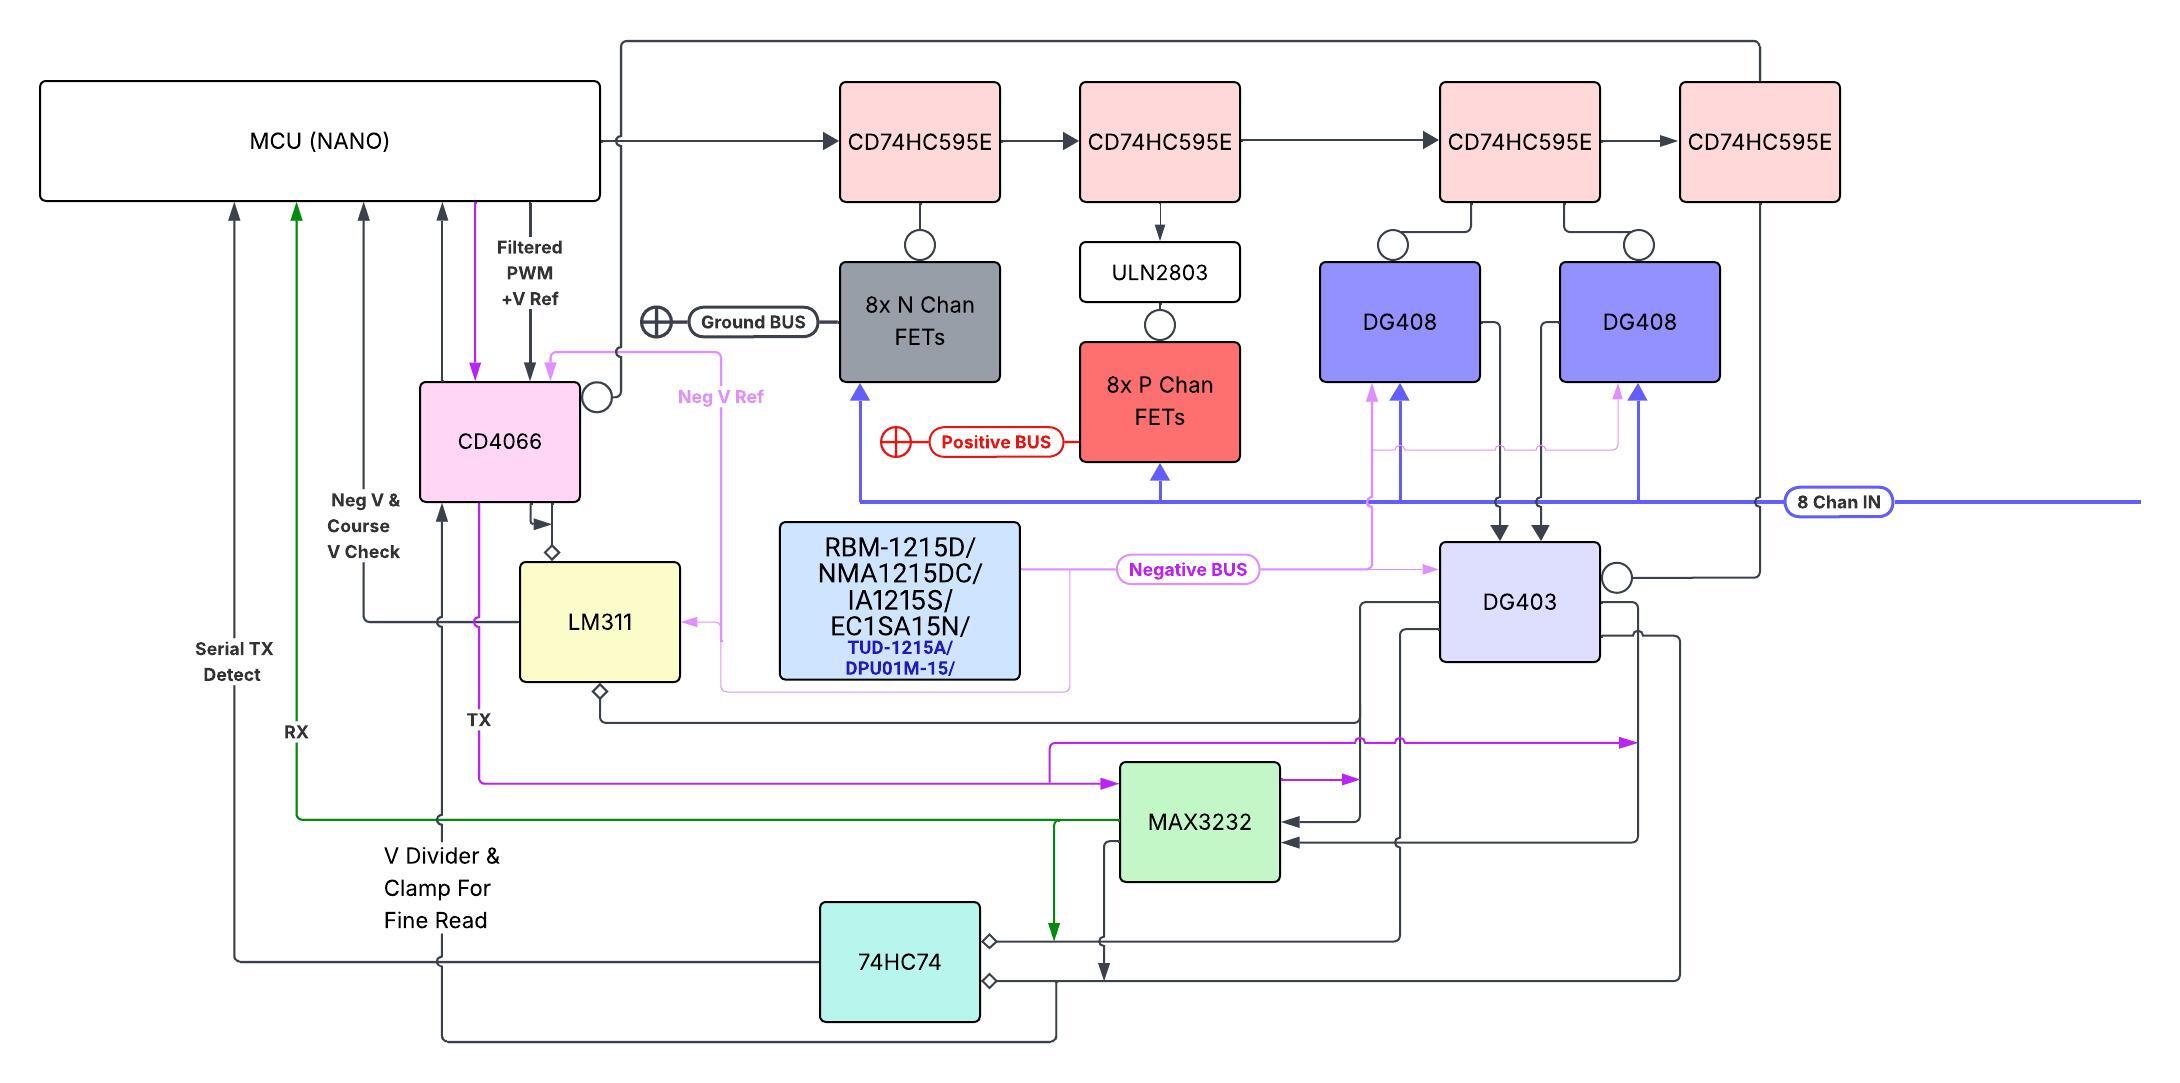 MCU (NANO)
CD74HC595E
CD74HC595E
CD74HC595E
CD74HC595E
Filtered
PWM
+V Ref
ULN2803
8x N Chan
FETs
Ground BUS
DG408
DG408
8x P Chan
FETs
Neg V Ref
CD4066
Positive BUS
Neg V &
Course
V Check
8 Chan IN
RBM-1215D/
NMA1215DC/
IA1215S/
EC1SA15N/
TUD-1215A/
DPU01M-15/
Negative BUS
DG403
LM311
Serial TX
Detect
TX
RX
MAX3232
V Divider &
Clamp For
Fine Read
74HC74